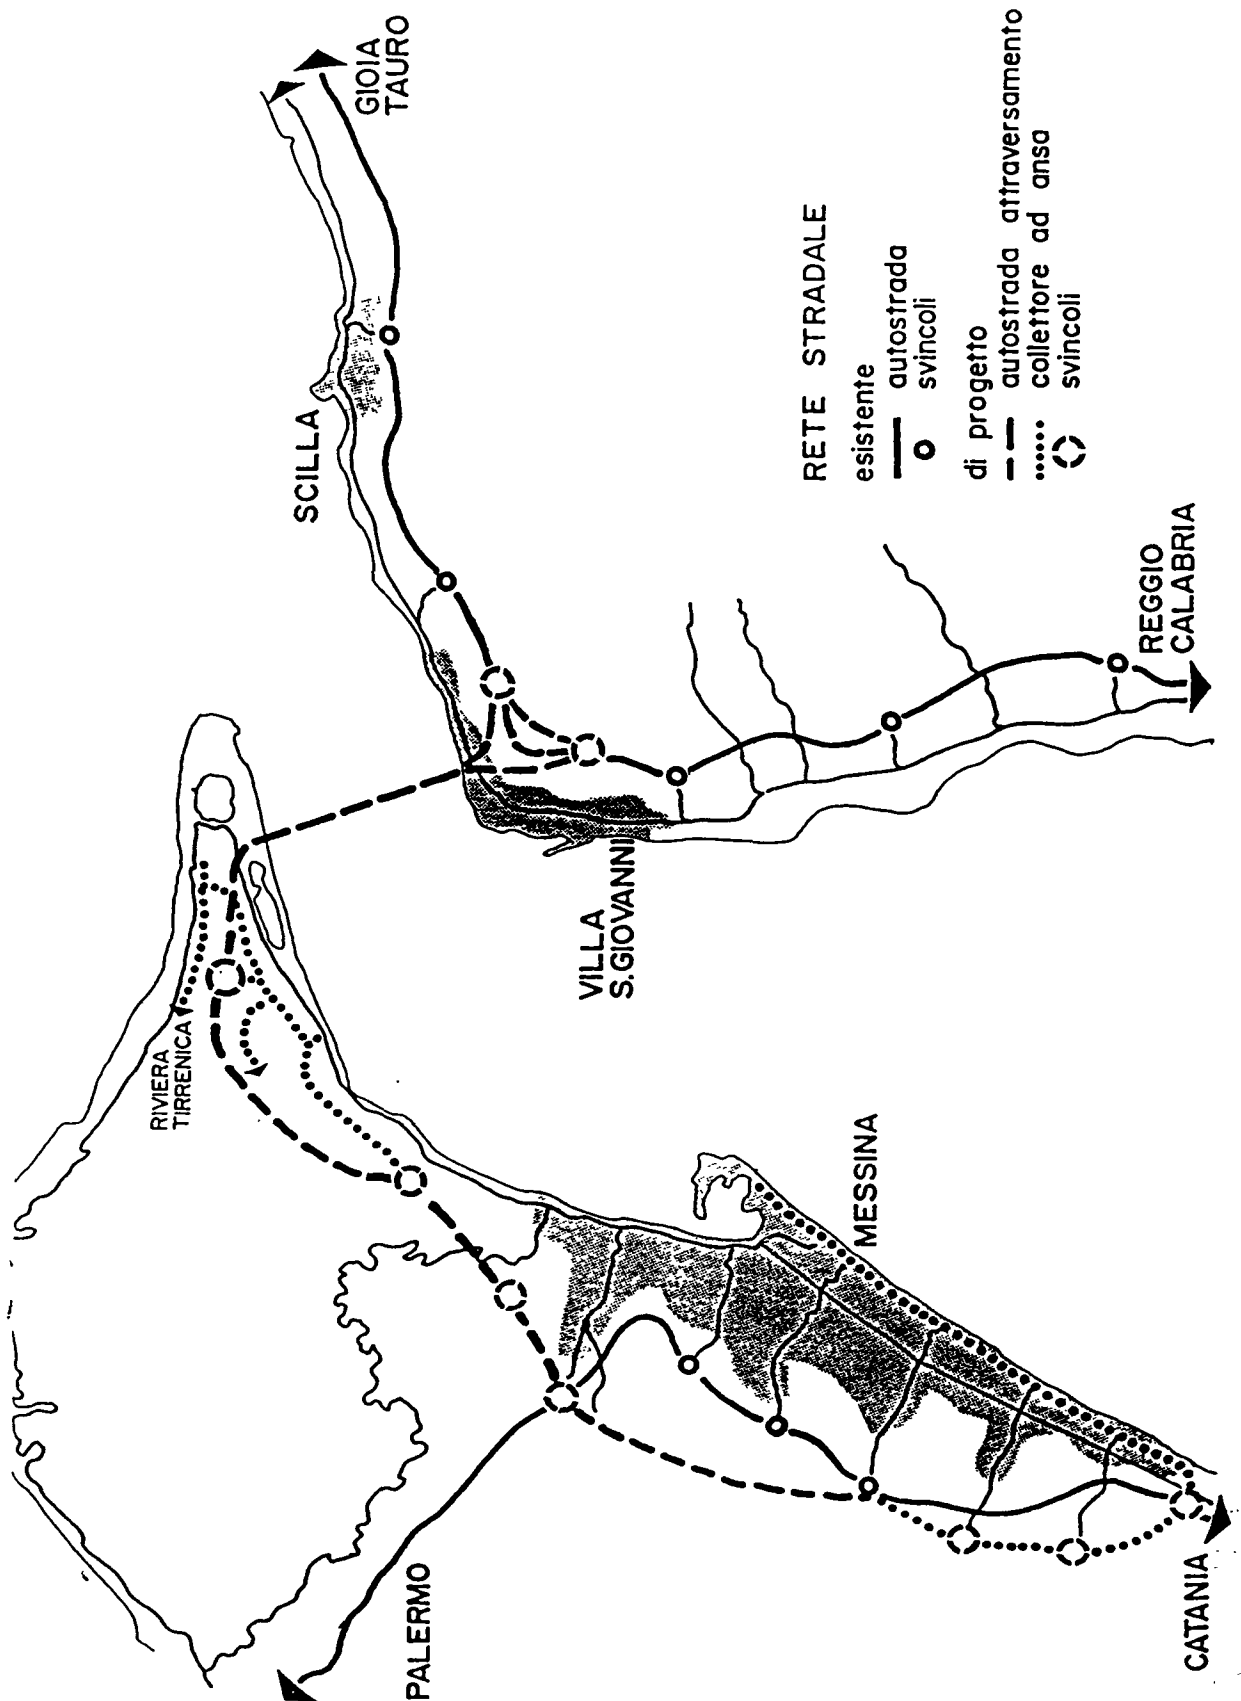 GIOIA
TAURO
SCILLA
RIVIERA
TIRRENICA
VILLA
S.GIOVANNI
REGGIO
CALABRIA
MESSINA
PALERMO
CATANIA
RETE STRADALE
esistente
autostrada
svincoli
di progetto
autostrada attraversamento
collettore ad ansa
svincoli